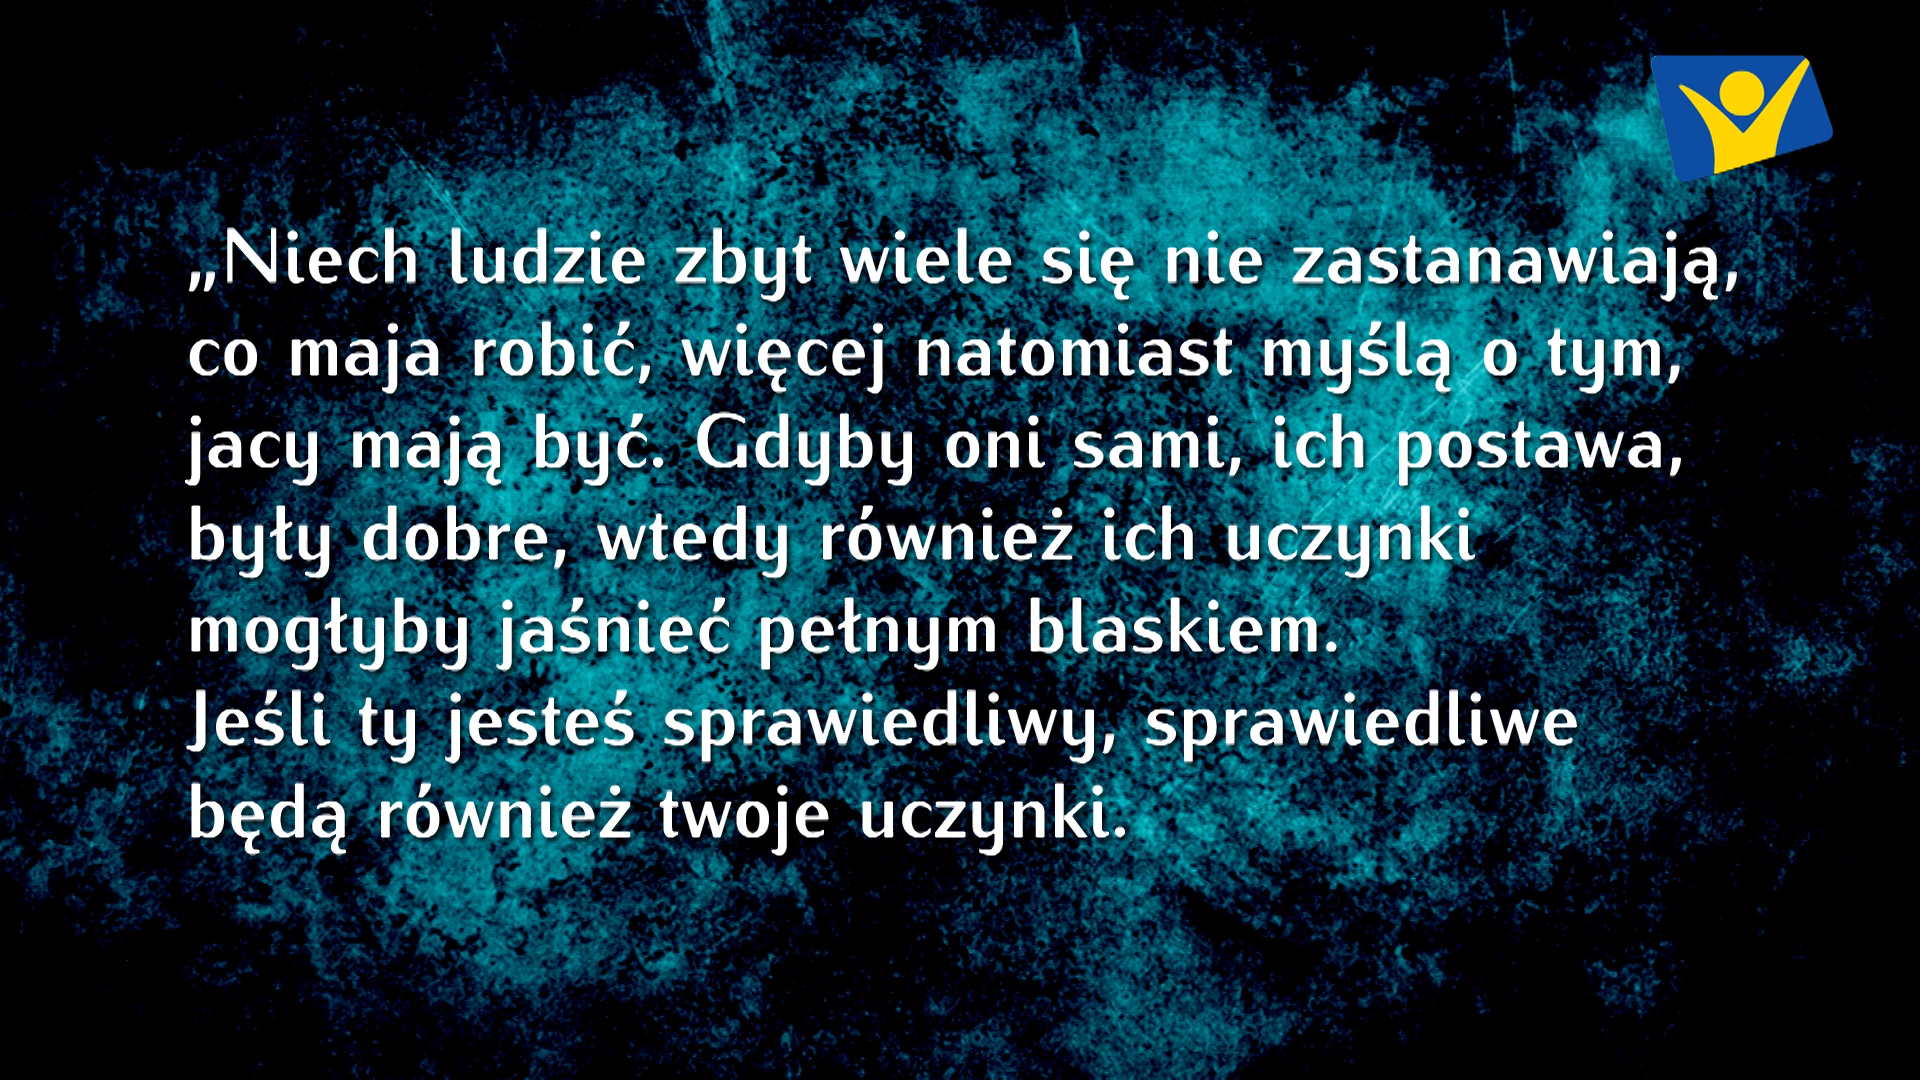 „Niech ludzie zbyt wiele się nie zastanawiają,
co maja robić, więcej natomiast myślą o tym,
jacy mają być. Gdyby oni sami, ich postawa,
były dobre, wtedy również ich uczynki
mogłyby jaśnieć pełnym blaskiem.
Jeśli ty jesteś sprawiedliwy, sprawiedliwe
będą również twoje uczynki.